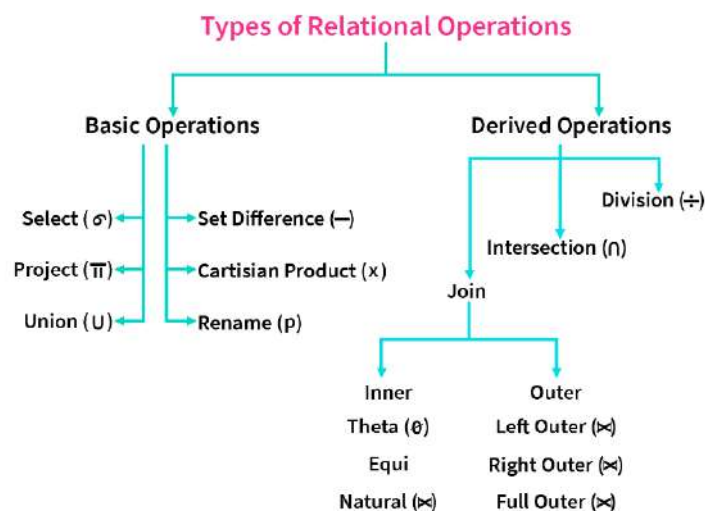 Types of Relational Operations
Basic Operations
Derived Operations
Select (σ)
Set Difference (−)
Project (π)
Cartisian Product (x)
Union (∪)
Rename (p)
Division (÷)
Intersection (∩)
Join
Inner
Outer
Theta (θ)
Left Outer (⋈)
Equi
Right Outer (⋈)
Natural (⋈)
Full Outer (⋈)